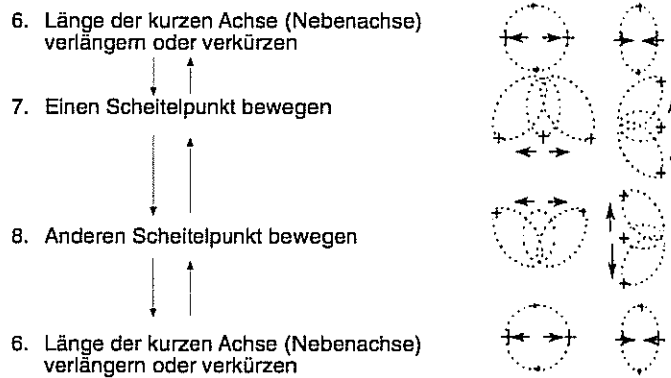 6. Länge der kurzen Achse (Nebenachse)
verlängern oder verkürzen
7. Einen Scheitelpunkt bewegen
8. Anderen Scheitelpunkt bewegen
6. Länge der kurzen Achse (Nebenachse)
verlängern oder verkürzen